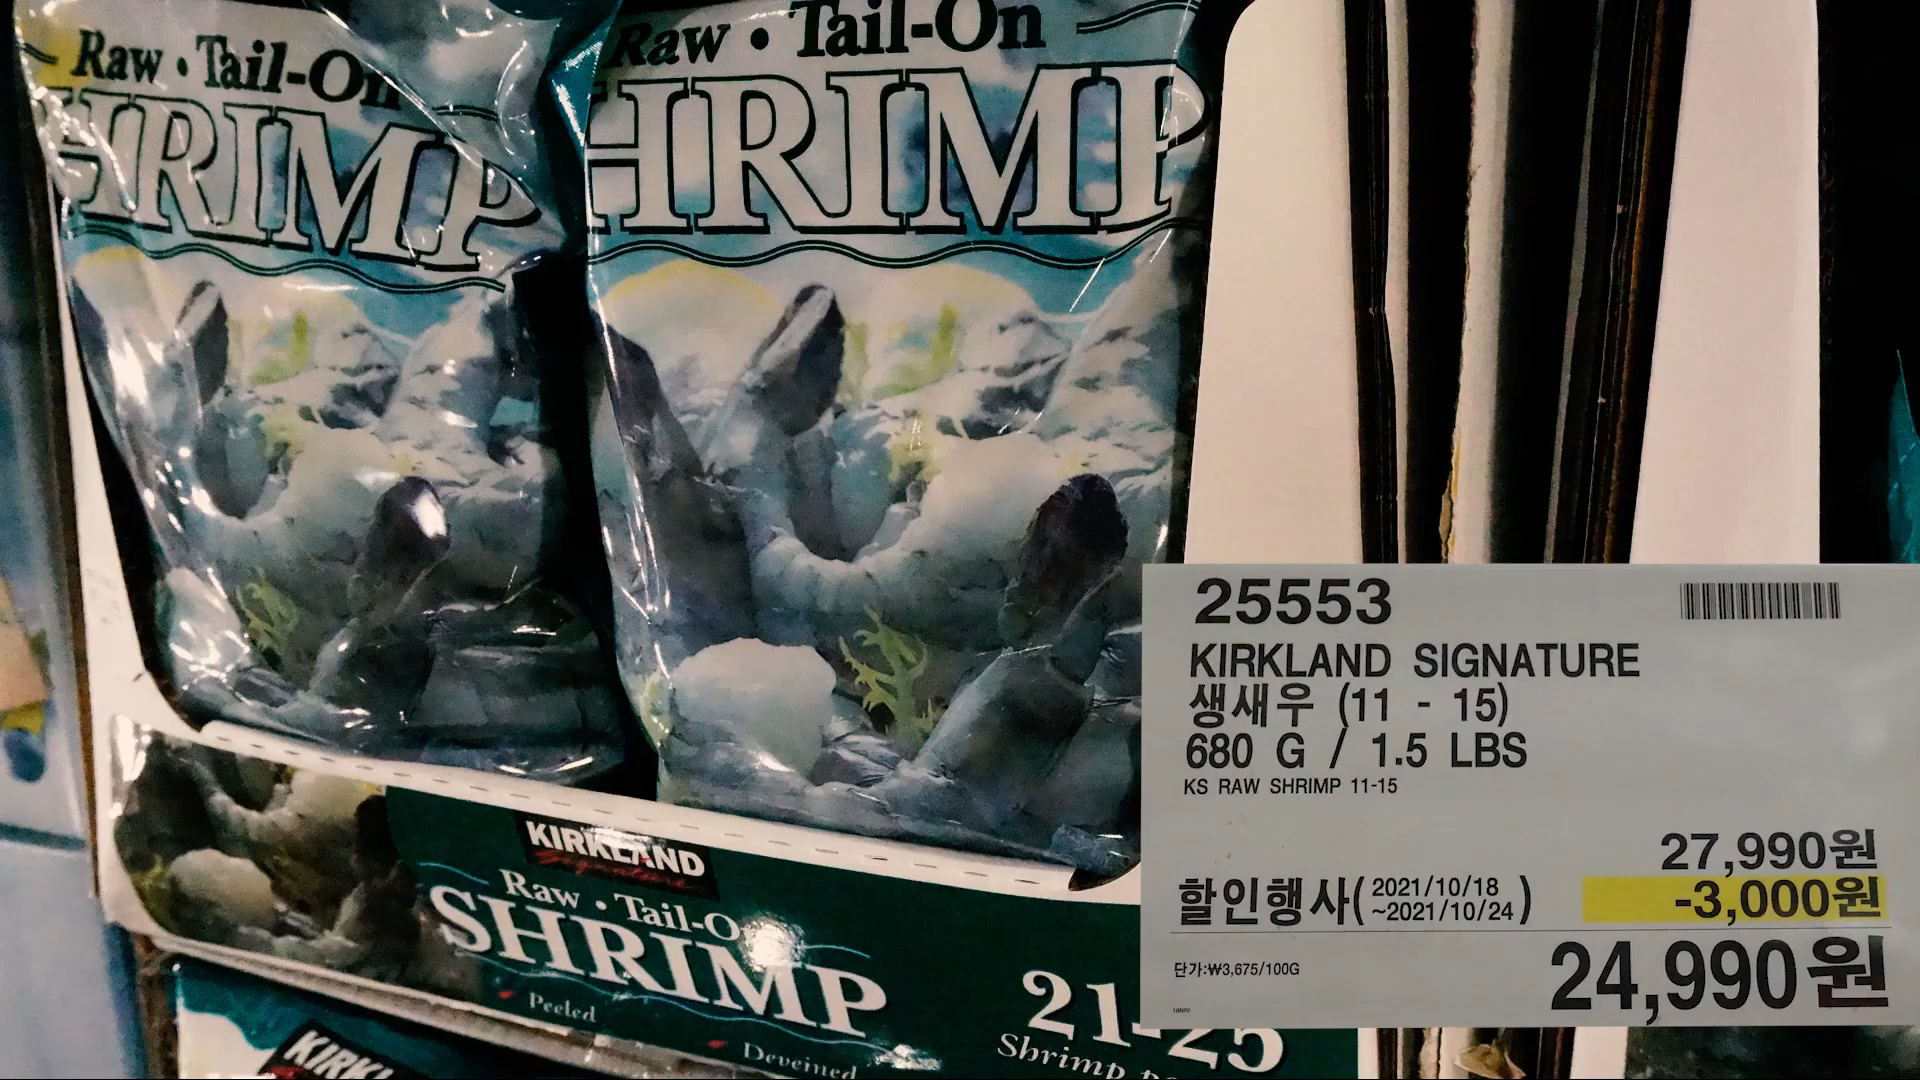 Raw • Tail-On
HRIMP
Raw • Tail-On
HRIMP
KIRKLAND
Signature
Raw • Tail-O
SHRIMP
Peeled
Deveined
21-25
Shrimp
KIRKL
25553
KIRKLAND SIGNATURE
생새우 (11 - 15)
680 G / 1.5 LBS
KS RAW SHRIMP 11-15
27,990원
할인행사( 2021/10/18 ~2021/10/24 ) -3,000원
단가:₩3,675/100G
24,990원